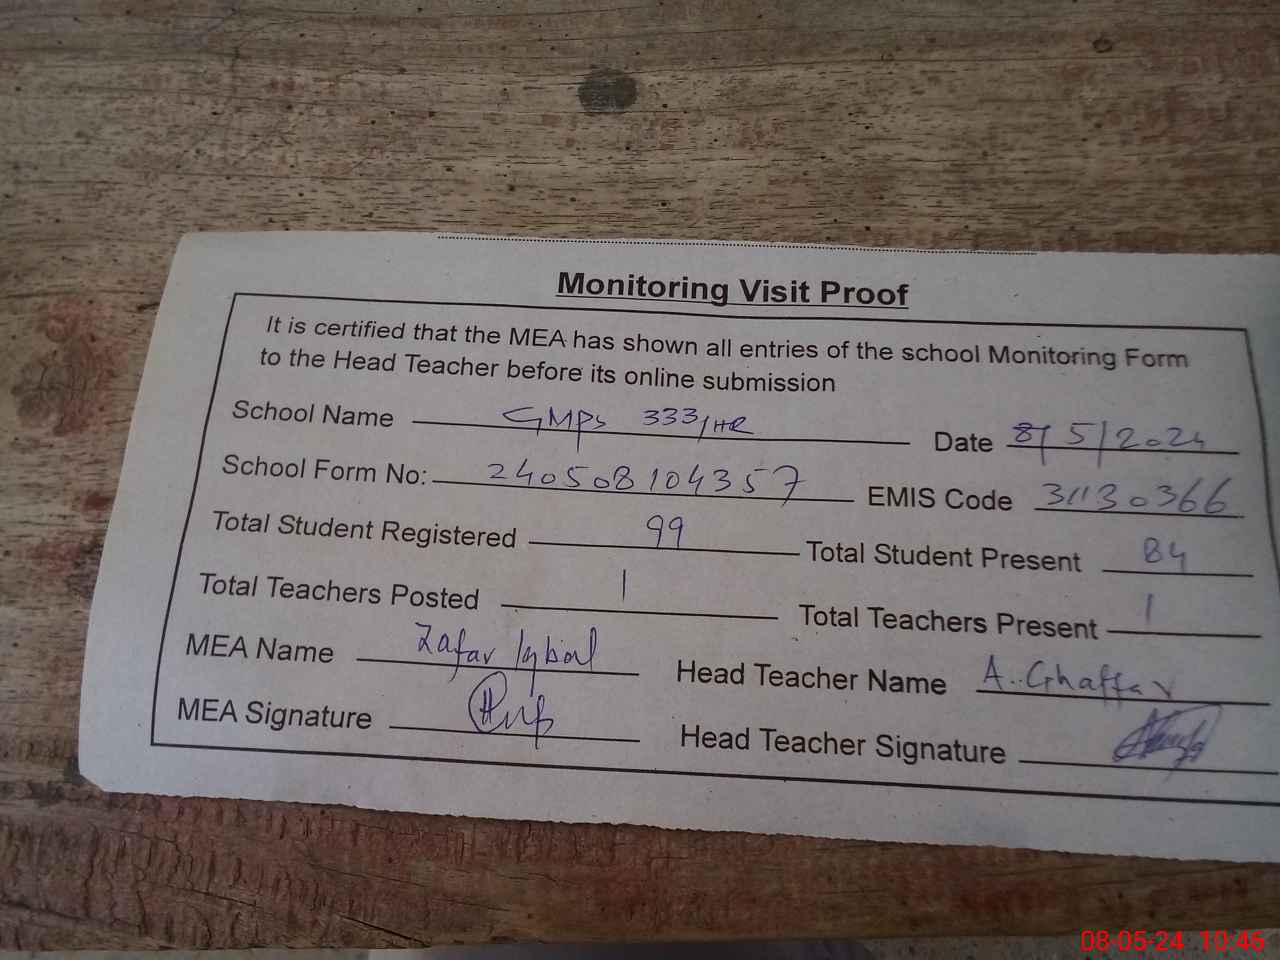 Monitoring Visit Proof
It is certified that the MEA has shown all entries of the school Monitoring Form
to the Head Teacher before its online submission
School Name GMPS 333/HR Date 8/5/2024
School Form No: 240508104357 EMIS Code 31130366
Total Student Registered 99 Total Student Present 84
Total Teachers Posted 1 Total Teachers Present 1
MEA Name Zafar Iqbal Head Teacher Name A.Ghaffar
MEA Signature Head Teacher Signature
08-05-24 10:46